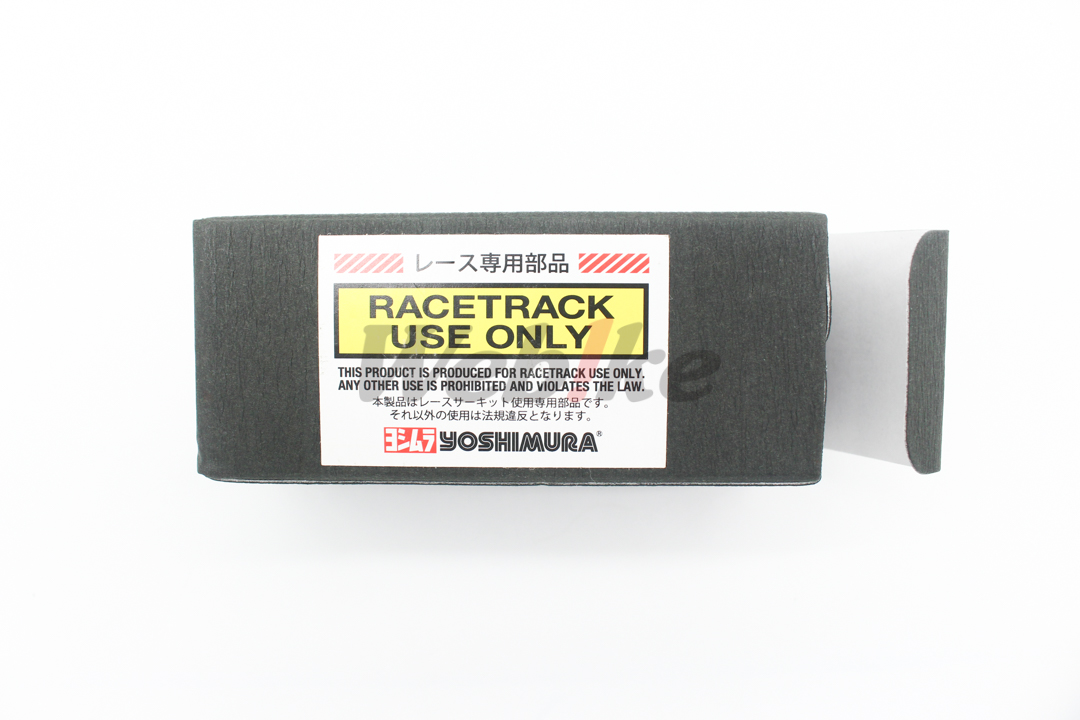 レース専用部品
RACETRACK
USE ONLY
Webike
THIS PRODUCT IS PRODUCED FOR RACETRACK USE ONLY.
ANY OTHER USE IS PROHIBITED AND VIOLATES THE LAW.
本製品はレースサーキット使用専用部品です。
それ以外の使用は法規違反となります。
ヨシムラ YOSHIMURA®